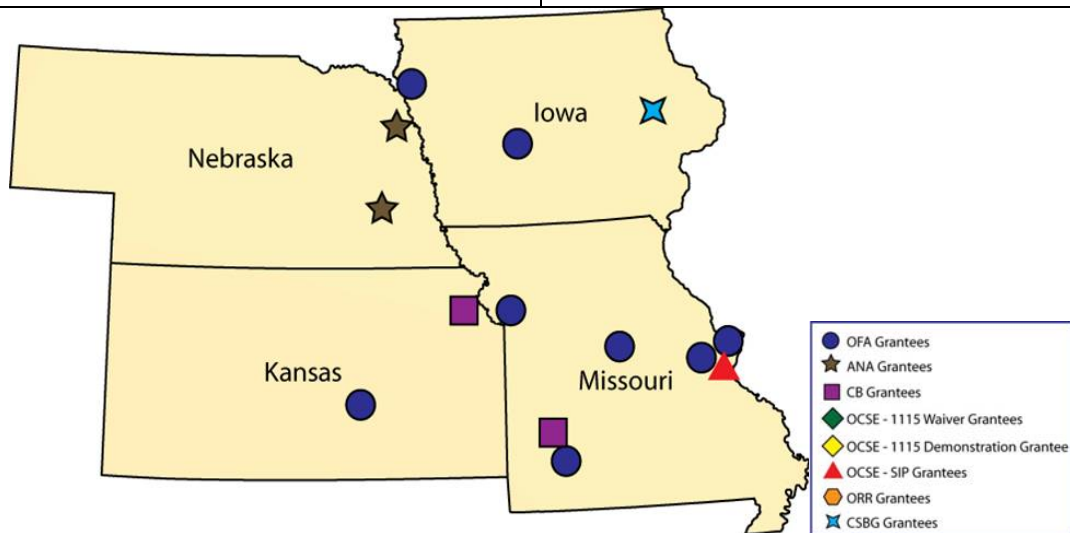 Iowa
Nebraska
Kansas
Missouri
OFA Grantees
ANA Grantees
CB Grantees
OCSE - 1115 Waiver Grantees
OCSE - 1115 Demonstration Grantee
OCSE - SIP Grantees
ORR Grantees
CSBG Grantees